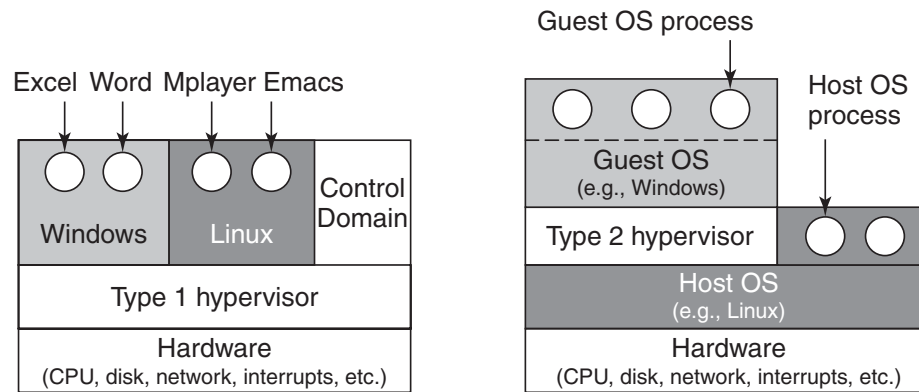 Excel Word Mplayer Emacs
Windows
Linux
Control
Domain
Type 1 hypervisor
Hardware
(CPU, disk, network, interrupts, etc.)
Guest OS process
Host OS
process
Guest OS
(e.g., Windows)
Type 2 hypervisor
Host OS
(e.g., Linux)
Hardware
(CPU, disk, network, interrupts, etc.)